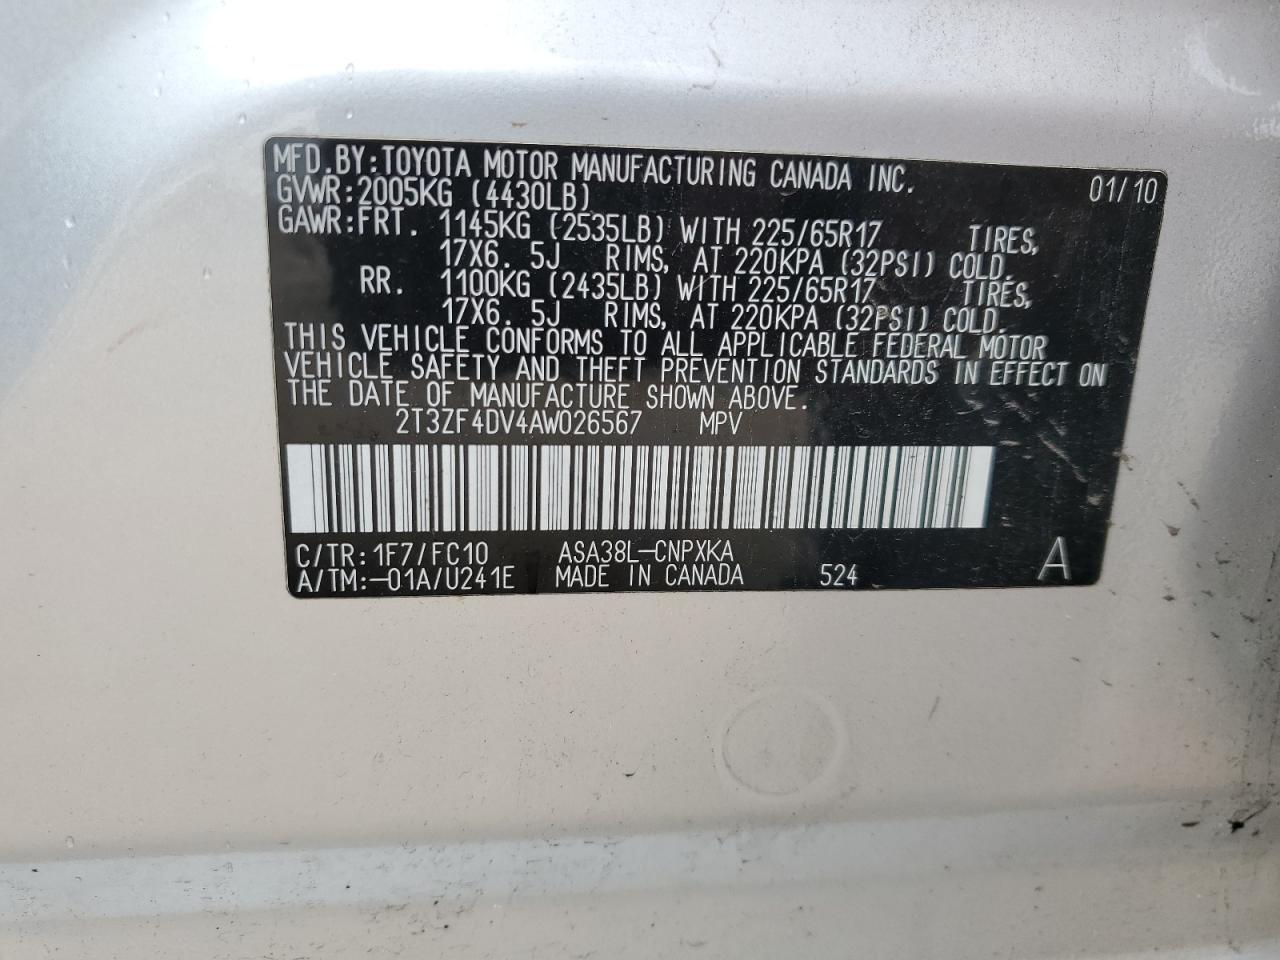 MFD.BY:TOYOTA MOTOR MANUFACTURING CANADA INC. 01/10
GVWR:2005KG (4430LB)
GAWR:FRT. 1145KG (2535LB) WITH 225/65R17 TIRES,
17X6. 5J RIMS, AT 220KPA (32PSI) COLD.
RR. 1100KG (2435LB) WITH 225/65R17 TIRES,
17X6. 5J RIMS, AT 220KPA (32PSI) COLD.
THIS VEHICLE CONFORMS TO ALL APPLICABLE FEDERAL MOTOR
VEHICLE SAFETY AND THEFT PREVENTION STANDARDS IN EFFECT ON
THE DATE OF MANUFACTURE SHOWN ABOVE.
2T3ZF4DV4AW026567 MPV
C/TR: 1F7/FC10 ASA38L-CNPXKA A
A/TM:-01A/U241E MADE IN CANADA 524